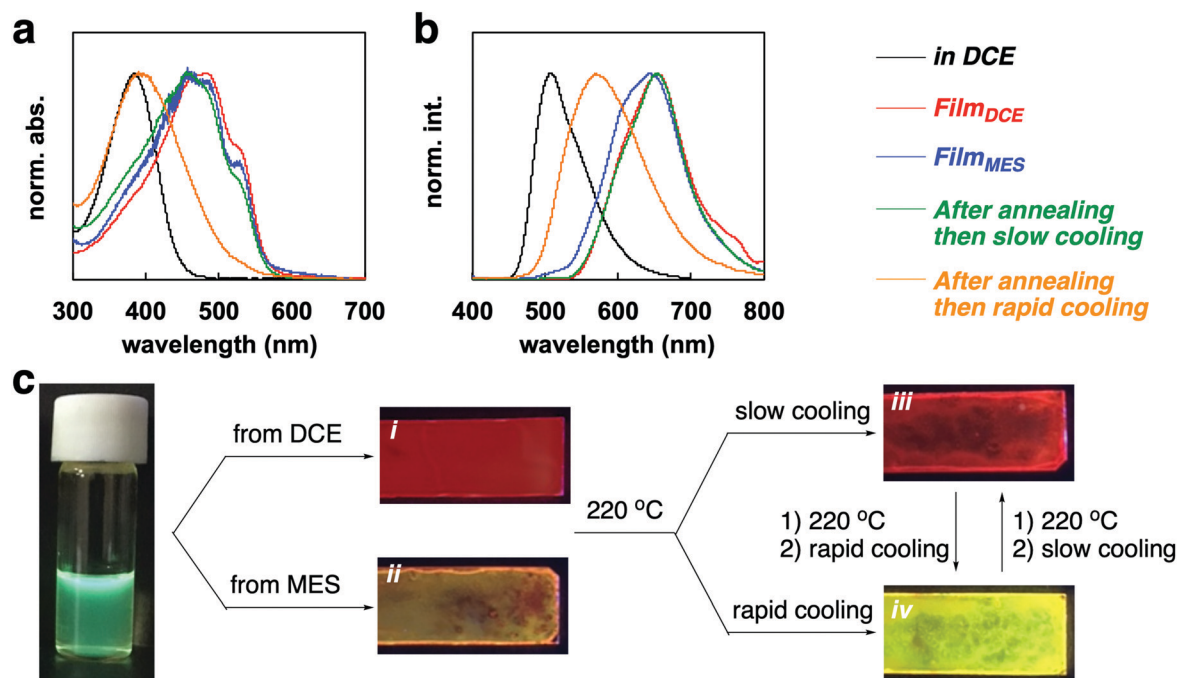 a
norm. abs.
300 400 500 600 700
wavelength (nm)
b
norm. int.
400 500 600 700 800
wavelength (nm)
in DCE
FilmDCE
FilmMES
After annealing
then slow cooling
After annealing
then rapid cooling
c
from DCE
from MES
i
ii
220 °C
slow cooling
rapid cooling
iii
1) 220 °C
2) rapid cooling
1) 220 °C
2) slow cooling
iv